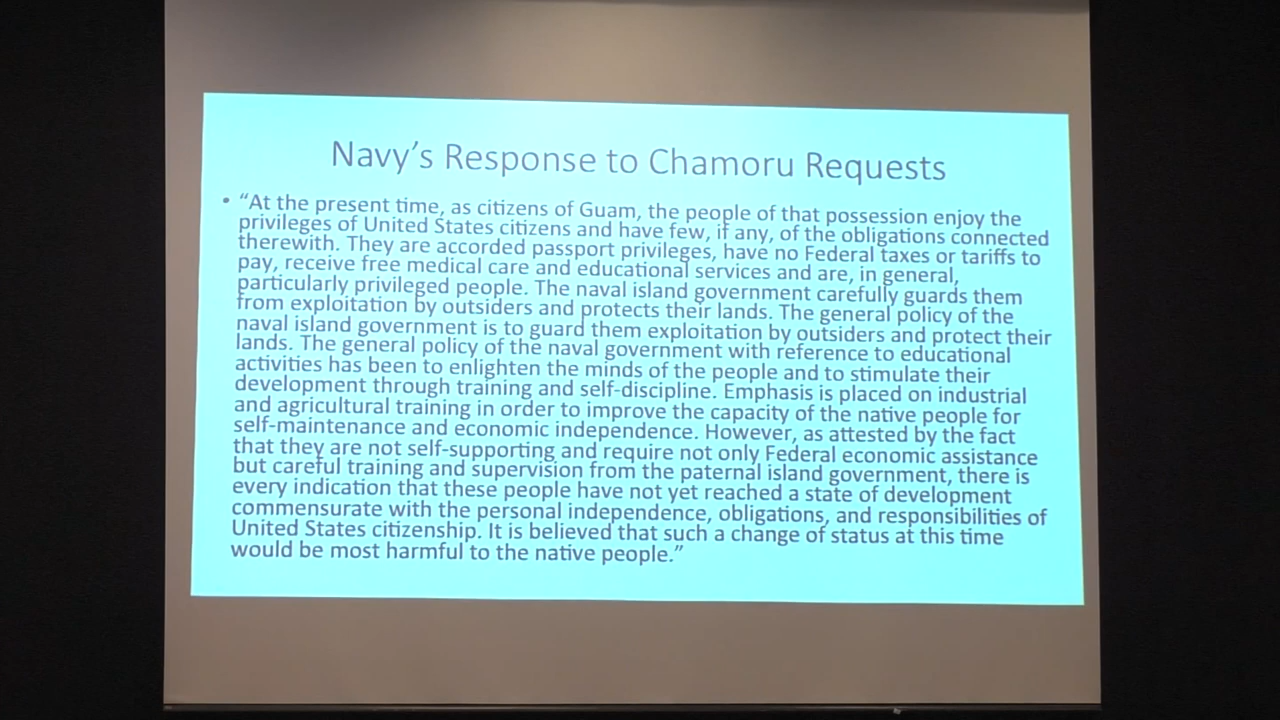 Navy's Response to Chamoru Requests
• “At the present time, as citizens of Guam, the people of that possession enjoy the
privileges of United States citizens and have few, if any, of the obligations connected
therewith. They are accorded passport privileges, have no Federal taxes or tariffs to
pay, receive free medical care and educational services and are, in general,
particularly privileged people. The naval island government carefully guards them
from exploitation by outsiders and protects their lands. The general policy of the
naval island government is to guard them exploitation by outsiders and protect their
lands. The general policy of the naval government with reference to educational
activities has been to enlighten the minds of the people and to stimulate their
development through training and self-discipline. Emphasis is placed on industrial
and agricultural training in order to improve the capacity of the native people for
self-maintenance and economic independence. However, as attested by the fact
that they are not self-supporting and require not only Federal economic assistance
but careful training and supervision from the paternal island government, there is
every indication that these people have not yet reached a state of development
commensurate with the personal independence, obligations, and responsibilities of
United States citizenship. It is believed that such a change of status at this time
would be most harmful to the native people.”